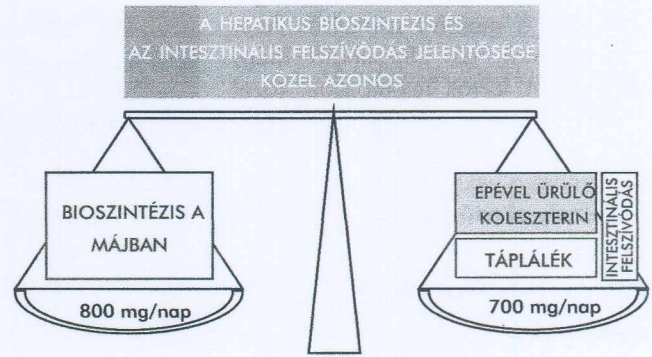 A HEPATIKUS BIOSZINTÉZIS ÉS
AZ INTESZTINÁLIS FELSZÍVÓDÁS JELENTŐSÉGE
KÖZEL AZONOS
BIOSZINTÉZIS A
MÁJBAN
800 mg/nap
EPÉVEL ÜRÜLŐ
KOLESZTERIN
TÁPLÁLÉK
INTESZTINÁLIS
FELSZÍVÓDÁS
700 mg/nap